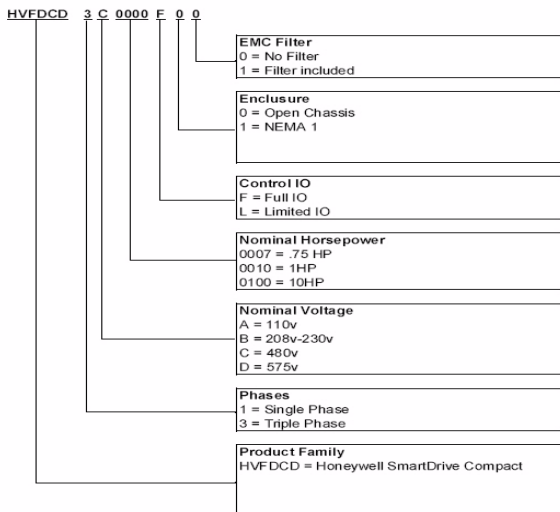 HVFDCD 3 C 0000 F 0 0
EMC Filter
0 = No Filter
1 = Filter included
Enclusure
0 = Open Chassis
1 = NEMA 1
Control IO
F = Full IO
L = Limited IO
Nominal Horsepower
0007 = .75 HP
0010 = 1HP
0100 = 10HP
Nominal Voltage
A = 110v
B = 208v-230v
C = 480v
D = 575v
Phases
1 = Single Phase
3 = Triple Phase
Product Family
HVFDCD = Honeywell SmartDrive Compact